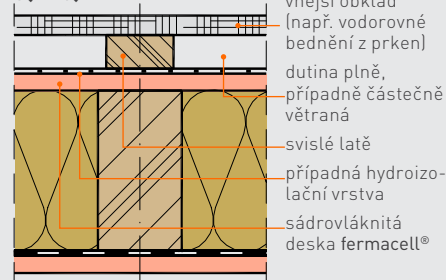 vnější obklad
(např. vodorovné
bednění z prken)
dutina plně,
případně částečně
větraná
svislé latě
případná hydroizo-
lační vrstva
sádrovláknitá
deska fermacell®